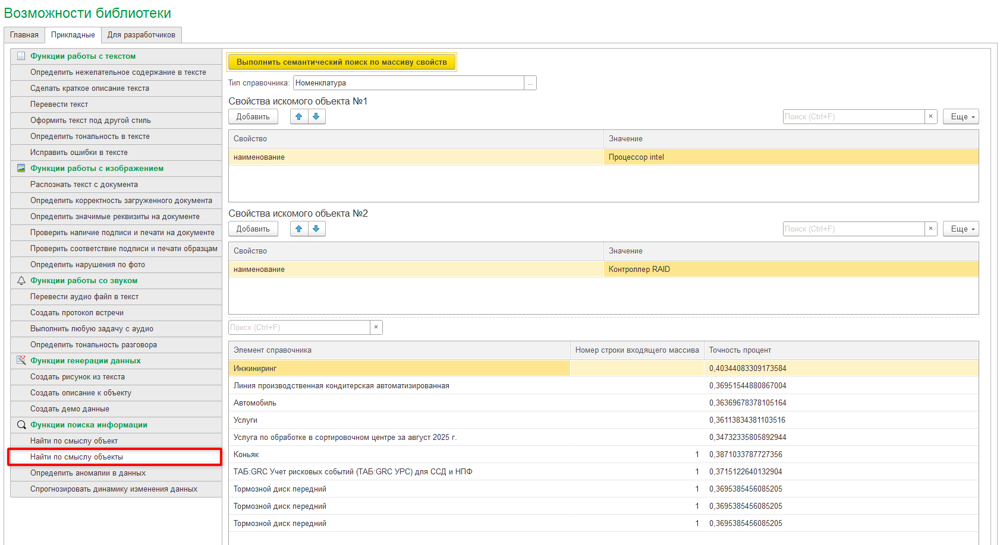 Возможности библиотеки
Главная Прикладные Для разработчиков
Функции работы с текстом
Определить нежелательное содержание в тексте
Сделать краткое описание текста
Перевести текст
Оформить текст под другой стиль
Определить тональность в тексте
Исправить ошибки в тексте
Функции работы с изображением
Распознать текст с документа
Определить корректность загруженного документа
Определить значимые реквизиты на документе
Проверить наличие подписи и печати на документе
Проверить соответствие подписи и печати образцам
Определить нарушения по фото
Функции работы со звуком
Перевести аудио файл в текст
Создать протокол встречи
Выполнить любую задачу с аудио
Определить тональность разговора
Функции генерации данных
Создать рисунок из текста
Создать описание к объекту
Создать демо данные
Функции поиска информации
Найти по смыслу объект
Найти по смыслу объекты
Определить аномалии в данных
Спрогнозировать динамику изменения данных
Выполнить семантический поиск по массиву свойств
Тип справочника: Номенклатура ...
Свойства искомого объекта №1
Добавить Поиск (Ctrl+F) × Еще
Свойство Значение
наименование Процессор intel
Свойства искомого объекта №2
Добавить Поиск (Ctrl+F) × Еще
Свойство Значение
наименование Контроллер RAID
Поиск (Ctrl+F) ×
Элемент справочника Номер строки входящего массива Точность процент
Инжиниринг 0,40344083309173584
Линия производственная кондитерская автоматизированная 0,36951544880867004
Автомобиль 0,36369678378105164
Услуги 0,36113834381103516
Услуга по обработке в сортировочном центре за август 2025 г. 0,34732335805892944
Коньяк 1 0,3871033787727356
ТАБ:GRC Учет рисковых событий (ТАБ:GRC УРС) для ССД и НПФ 1 0,3715122640132904
Тормозной диск передний 1 0,3695385456085205
Тормозной диск передний 1 0,3695385456085205
Тормозной диск передний 1 0,3695385456085205